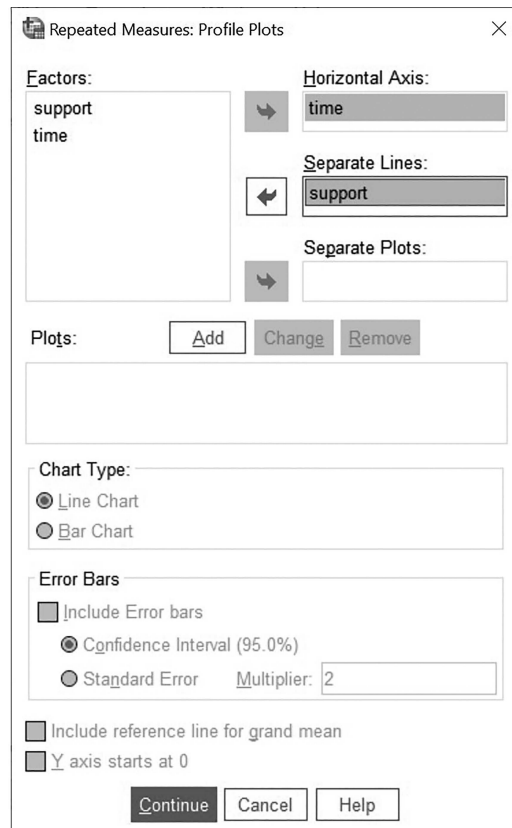 Repeated Measures: Profile Plots
Factors:
support
time
Horizontal Axis:
time
Separate Lines:
support
Separate Plots:
Plots:
Add
Change
Remove
Chart Type:
Line Chart
Bar Chart
Error Bars
Include Error bars
Confidence Interval (95.0%)
Standard Error Multiplier: 2
Include reference line for grand mean
Y axis starts at 0
Continue
Cancel
Help